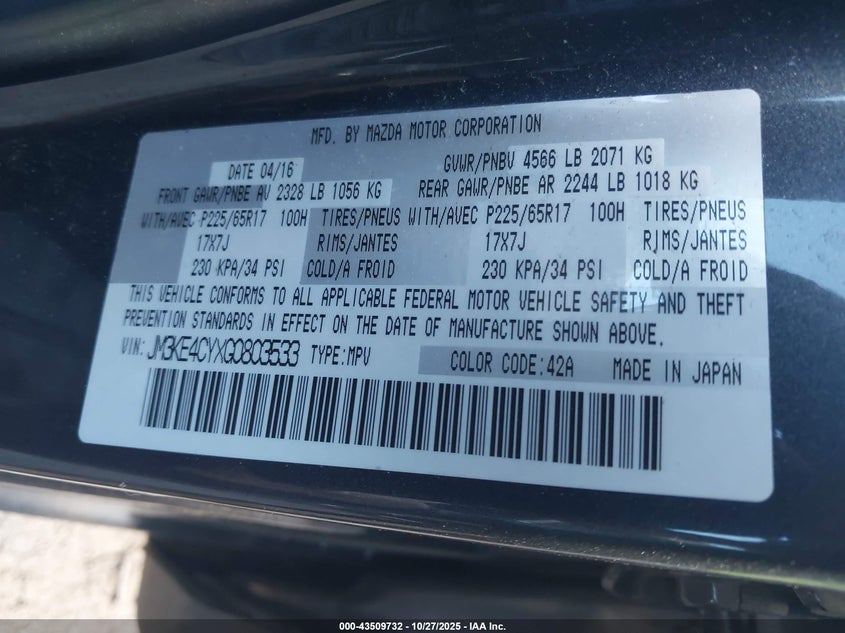 MFD. BY MAZDA MOTOR CORPORATION
DATE 04/16 GVWR/PNBV 4566 LB 2071 KG
FRONT GAWR/PNBE AV 2328 LB 1056 KG REAR GAWR/PNBE AR 2244 LB 1018 KG
WITH/AVEC P225/65R17 100H TIRES/PNEUS WITH/AVEC P225/65R17 100H TIRES/PNEUS
17X7J RIMS/JANTES 17X7J RIMS/JANTES
230 KPA/34 PSI COLD/A FROID 230 KPA/34 PSI COLD/A FROID
THIS VEHICLE CONFORMS TO ALL APPLICABLE FEDERAL MOTOR VEHICLE SAFETY AND THEFT
PREVENTION STANDARDS IN EFFECT ON THE DATE OF MANUFACTURE SHOWN ABOVE.
VIN: JM3KE4CYXG0803533 TYPE:MPV COLOR CODE:42A MADE IN JAPAN
000-43509732 - 10/27/2025 - IAA Inc.